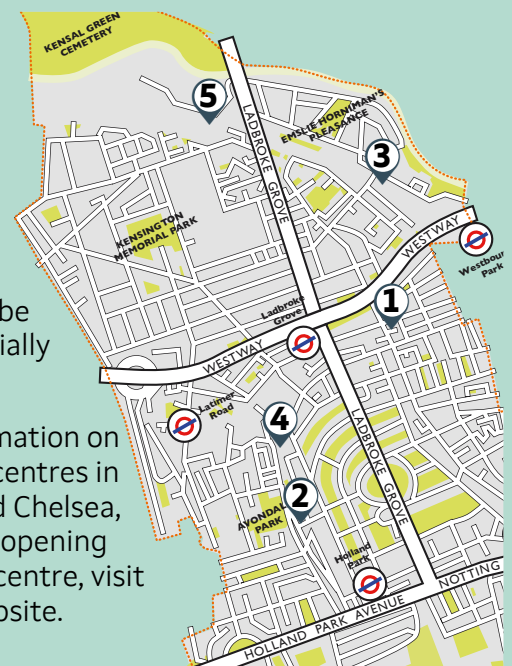 KENSAL GREEN
CEMETERY
5
LADBROKE GROVE
EMSLIE HORNIMAN'S
PLEASANCE
3
KENSINGTON
MEMORIAL PARK
WESTWAY
Westbour
Park
be
ially
Ladbroke
Grove
1
WESTWAY
Latimer
Road
4
LADBROKE GROVE
mation on
centres in
d Chelsea,
opening
centre, visit
osite.
2
AVONDAL
PARK
Holland
Park
HOLLAND PARK AVENUE
NOTTING